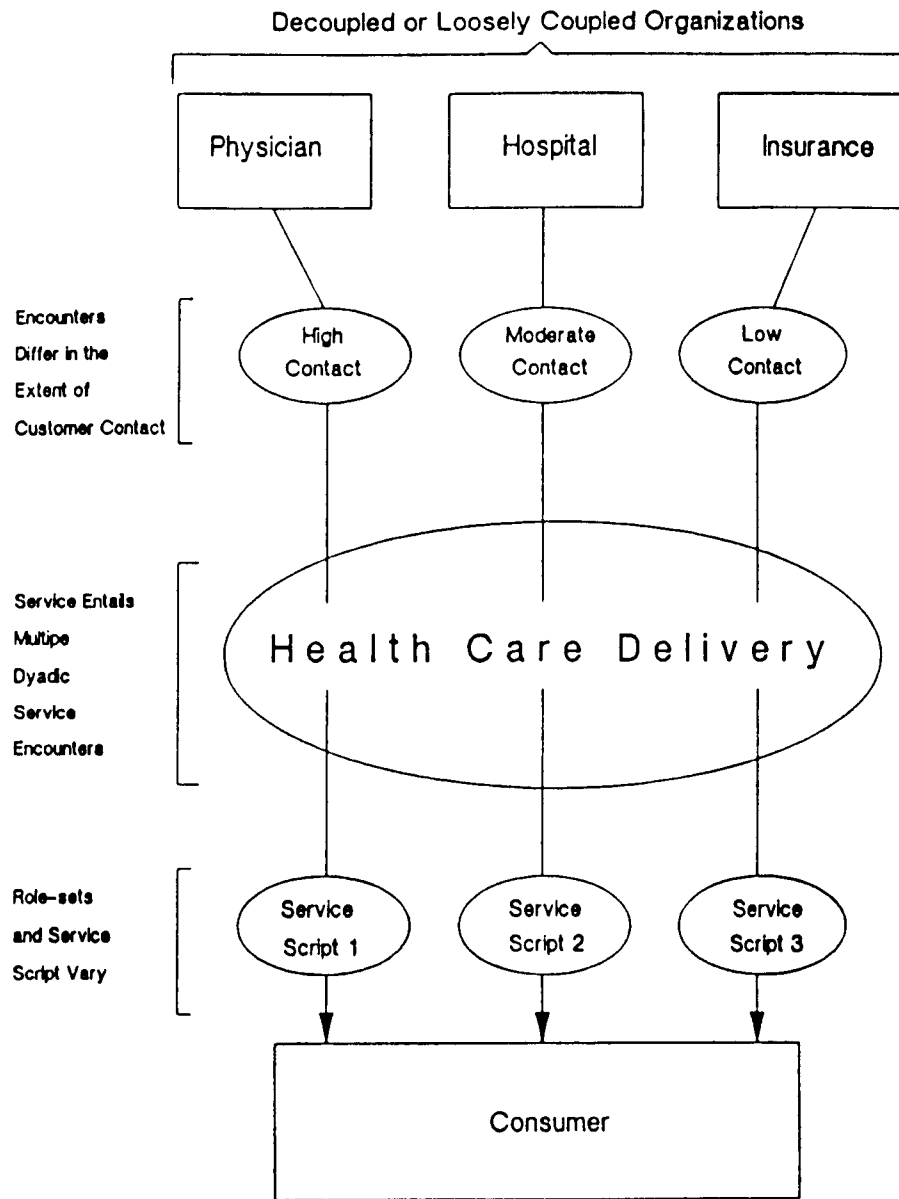 Decoupled or Loosely Coupled Organizations
Physician
Hospital
Insurance
Encounters
Differ in the
Extent of
Customer Contact
High
Contact
Moderate
Contact
Low
Contact
Service Entails
Multipe
Dyadic
Service
Encounters
Health Care Delivery
Role-sets
and Service
Script Vary
Service
Script 1
Service
Script 2
Service
Script 3
Consumer